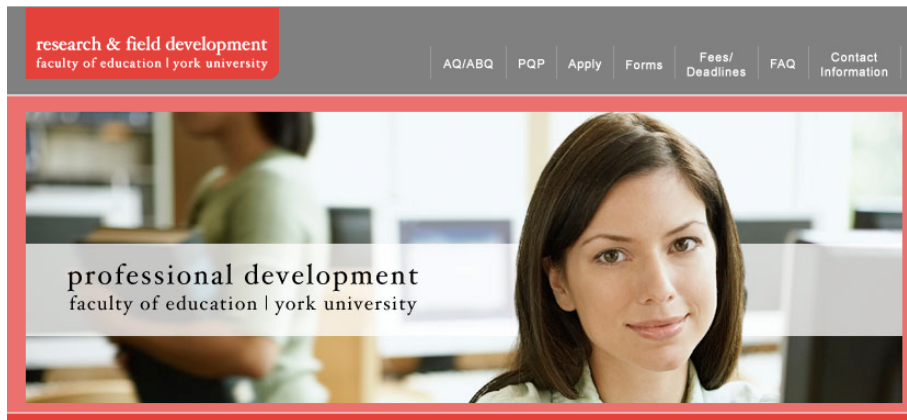 research & field development
faculty of education | york university
AQ/ABQ
PQP
Apply
Forms
Fees/
Deadlines
FAQ
Contact
Information
professional development
faculty of education | york university